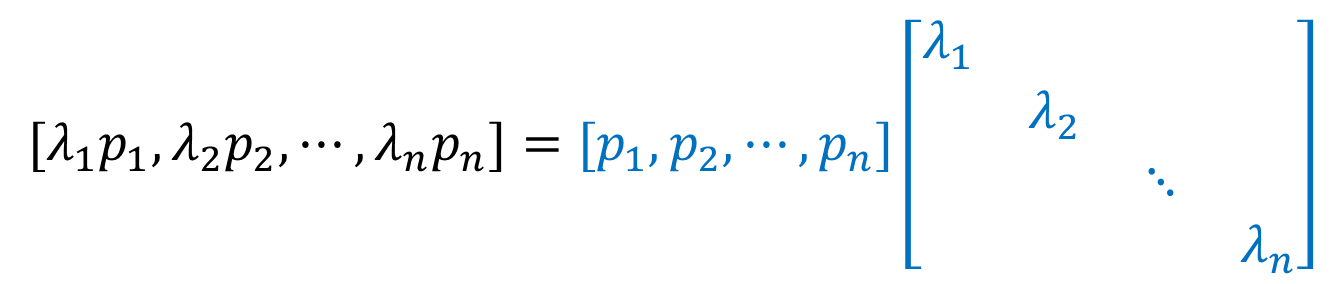 [λ₁p₁, λ₂p₂, ⋯ , λₙpₙ] = [p₁, p₂, ⋯ , pₙ] [λ₁
λ₂
⋱
λₙ]